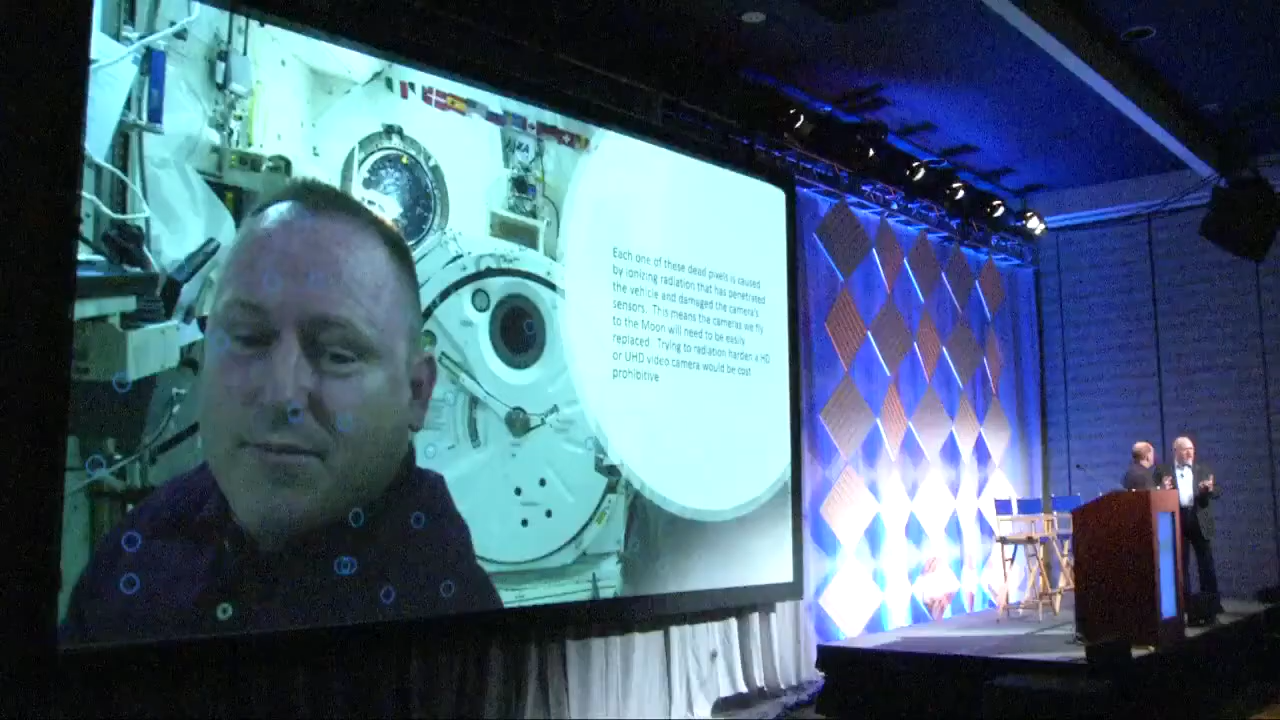 Each one of these dead pixels is caused
by ionizing radiation that has penetrated
the vehicle and damaged the camera's
sensors. This means the cameras we fly
to the Moon will need to be easily
replaced. Trying to radiation harden a HD
or UHD video camera would be cost
prohibitive